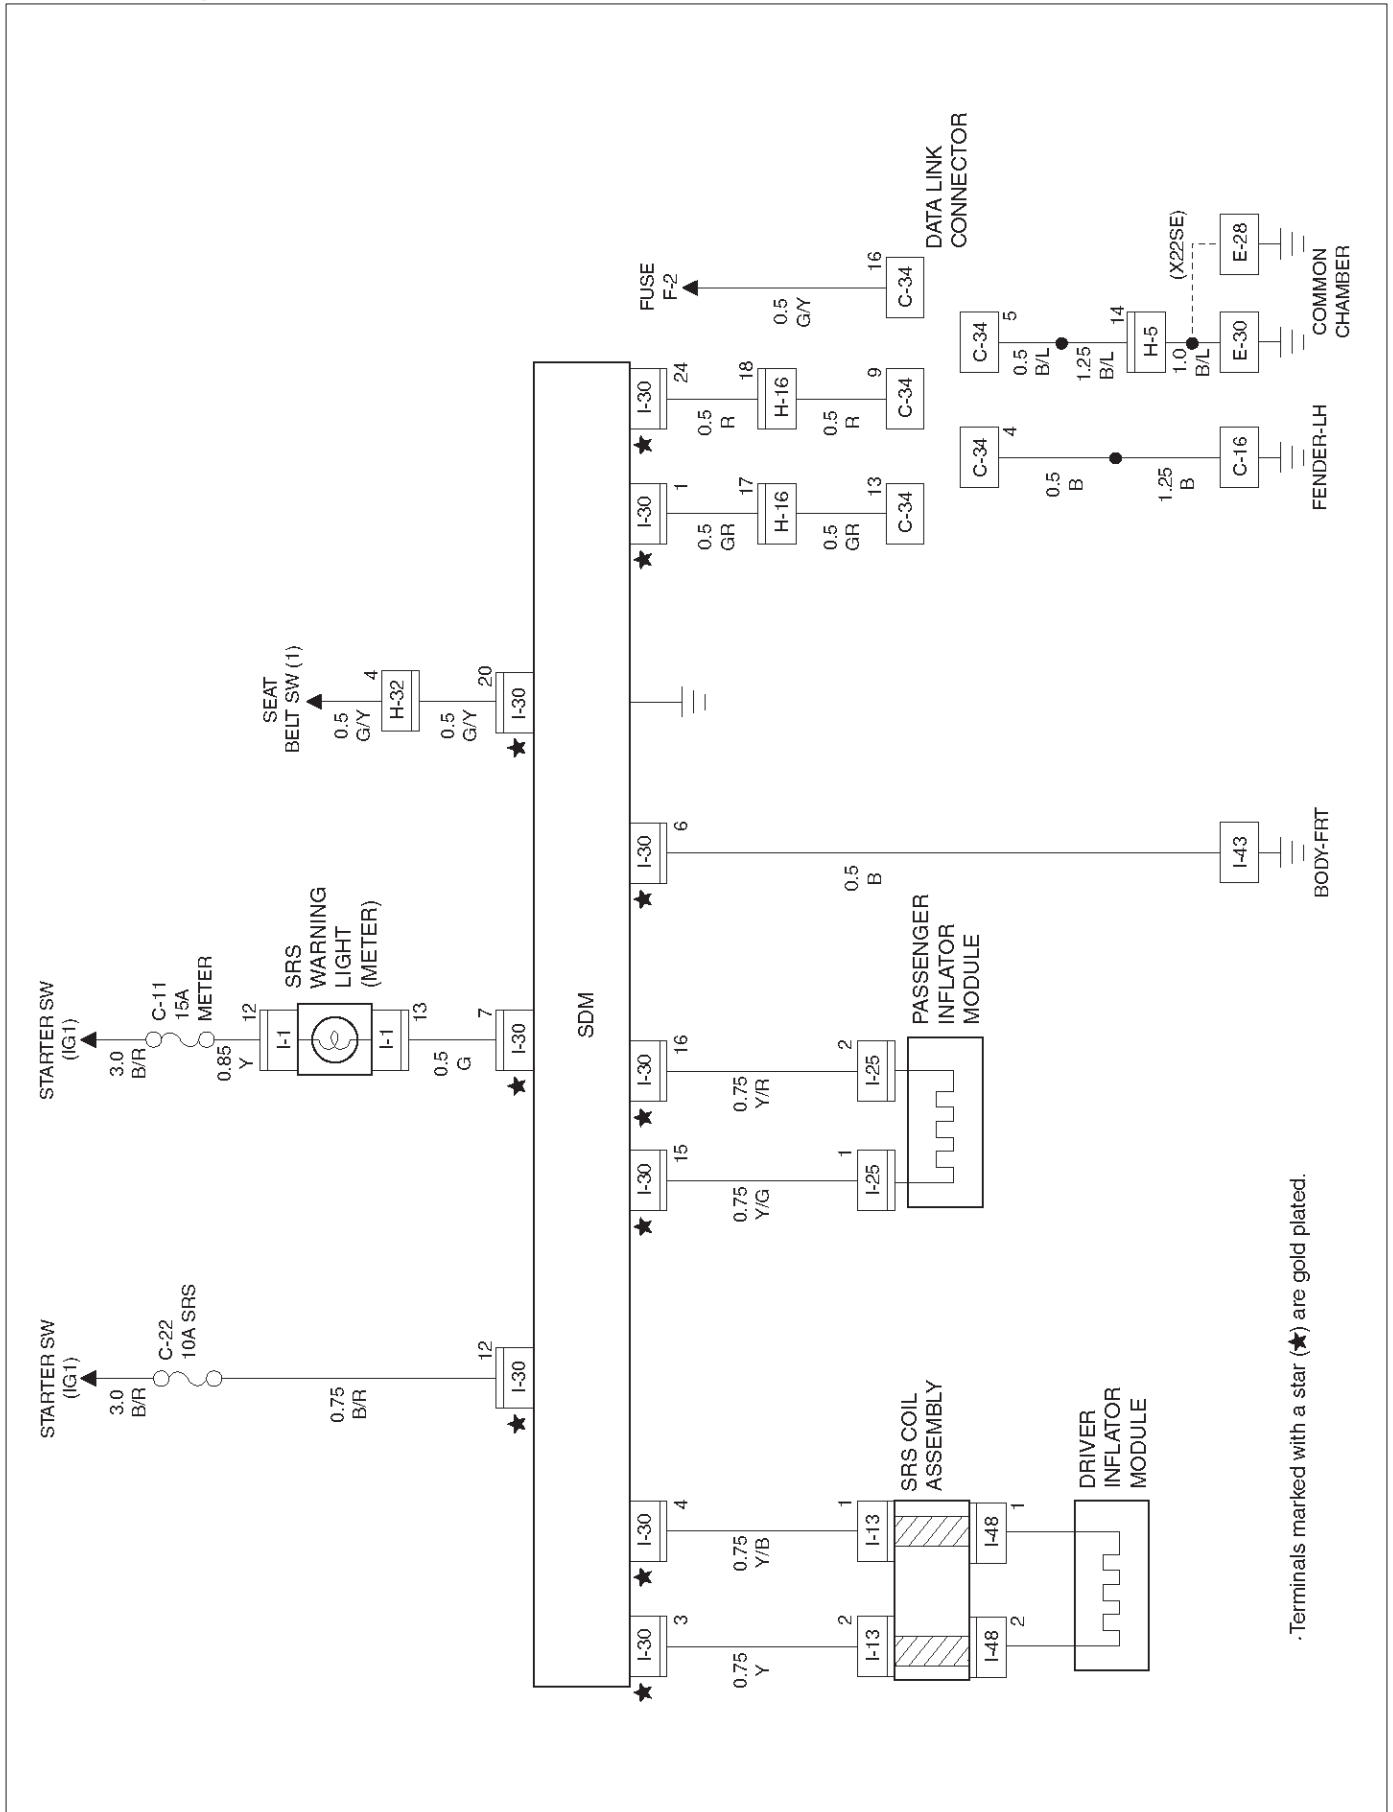 STARTER SW
(IG1)
3.0
B/R
C-22
10A SRS
0.75
B/R
12
I-30
STARTER SW
(IG1)
3.0
B/R
C-11
15A
METER
0.85
Y
12
I-1
SRS
WARNING
LIGHT
(METER)
I-1
13
0.5
G
7
I-30
SEAT
BELT SW (1)
0.5
G/Y
4
H-32
0.5
G/Y
20
I-30
SDM
I-30
3
0.75
Y
2
I-13
I-30
4
0.75
Y/B
1
I-13
SRS COIL
ASSEMBLY
I-48
2
I-48
1
DRIVER
INFLATOR
MODULE
I-30
15
0.75
Y/G
1
I-25
I-30
16
0.75
Y/R
2
I-25
PASSENGER
INFLATOR
MODULE
I-30
6
0.5
B
I-43
BODY-FRT
I-30
1
0.5
GR
17
H-16
0.5
GR
13
C-34
I-30
24
0.5
R
18
H-16
0.5
R
9
C-34
FUSE
F-2
0.5
G/Y
16
C-34
DATA LINK
CONNECTOR
C-34
4
0.5
B
1.25
B
C-16
FENDER-LH
C-34
5
0.5
B/L
1.25
B/L
14
H-5
1.0
B/L
(X22SE)
E-30
E-28
COMMON
CHAMBER
·Terminals marked with a star (★) are gold plated.